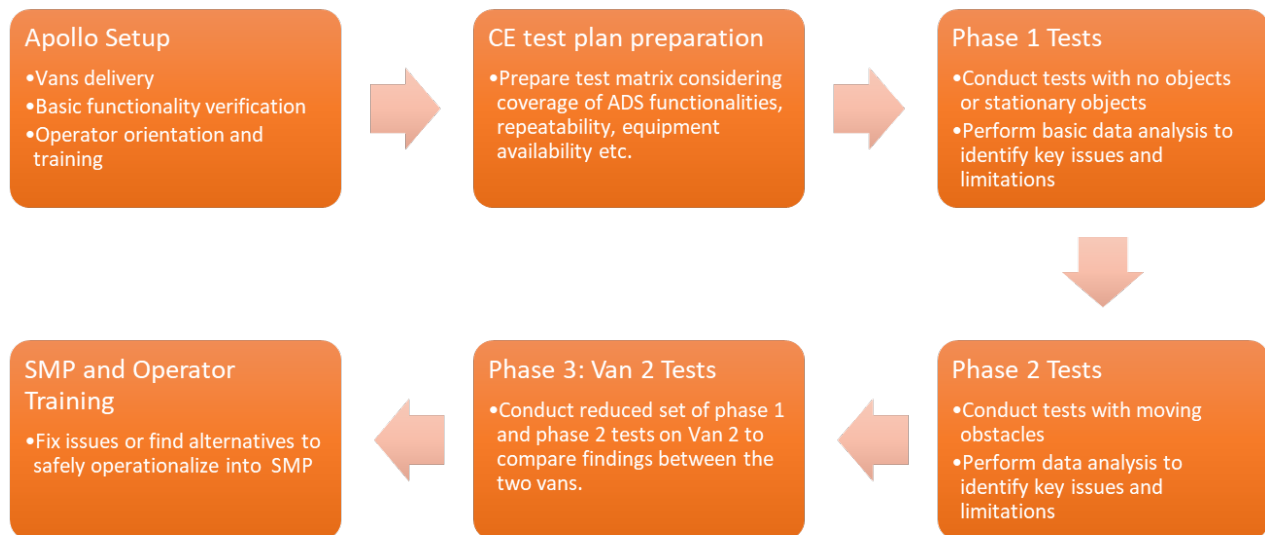 Apollo Setup
•Vans delivery
•Basic functionality verification
•Operator orientation and
training
CE test plan preparation
•Prepare test matrix considering
coverage of ADS functionalities,
repeatability, equipment
availability etc.
Phase 1 Tests
•Conduct tests with no objects
or stationary objects
•Perform basic data analysis to
identify key issues and
limitations
Phase 2 Tests
•Conduct tests with moving
obstacles
•Perform data analysis to
identify key issues and
limitations
Phase 3: Van 2 Tests
•Conduct reduced set of phase 1
and phase 2 tests on Van 2 to
compare findings between the
two vans.
SMP and Operator
Training
•Fix issues or find alternatives to
safely operationalize into SMP